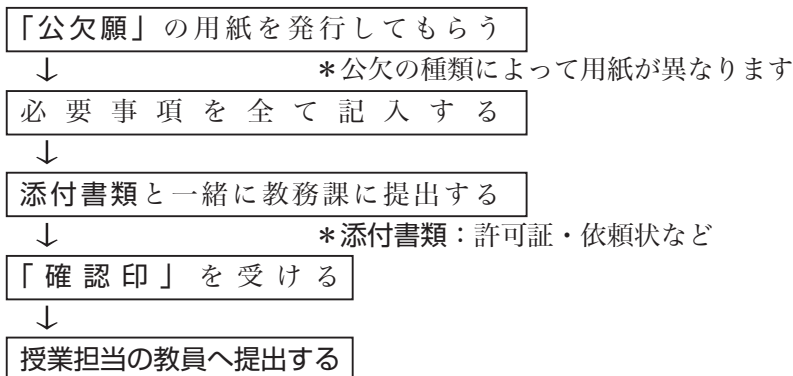 「公欠願」の用紙を発行してもらう
↓ *公欠の種類によって用紙が異なります
必要事項を全て記入する
↓
添付書類と一緒に教務課に提出する
↓ *添付書類：許可証・依頼状など
「確認印」を受ける
↓
授業担当の教員へ提出する